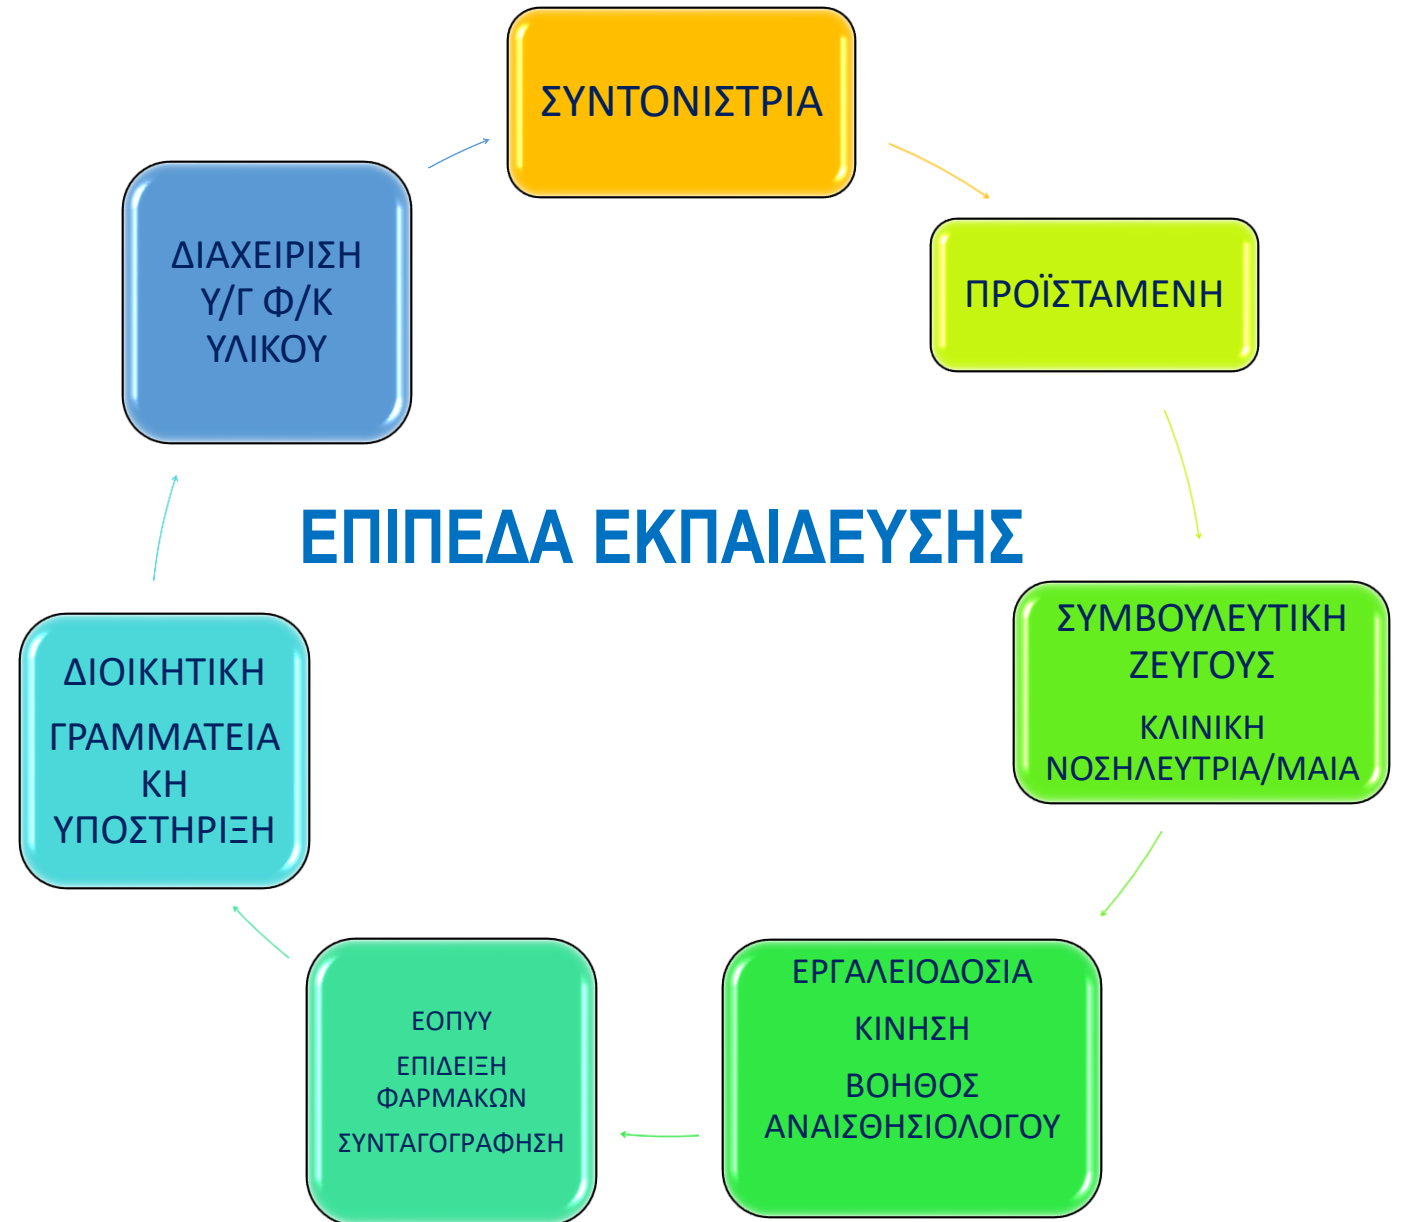 ΣΥΝΤΟΝΙΣΤΡΙΑ
ΠΡΟΪΣΤΑΜΕΝΗ
ΣΥΜΒΟΥΛΕΥΤΙΚΗ
ΖΕΥΓΟΥΣ
ΚΛΙΝΙΚΗ
ΝΟΣΗΛΕΥΤΡΙΑ/ΜΑΙΑ
ΕΡΓΑΛΕΙΟΔΟΣΙΑ
ΚΙΝΗΣΗ
ΒΟΗΘΟΣ
ΑΝΑΙΣΘΗΣΙΟΛΟΓΟΥ
ΕΟΠΥΥ
ΕΠΙΔΕΙΞΗ
ΦΑΡΜΑΚΩΝ
ΣΥΝΤΑΓΟΓΡΑΦΗΣΗ
ΔΙΟΙΚΗΤΙΚΗ
ΓΡΑΜΜΑΤΕΙΑ
ΚΗ
ΥΠΟΣΤΗΡΙΞΗ
ΔΙΑΧΕΙΡΙΣΗ
Υ/Γ Φ/Κ
ΥΛΙΚΟΥ
ΕΠΙΠΕΔΑ ΕΚΠΑΙΔΕΥΣΗΣ